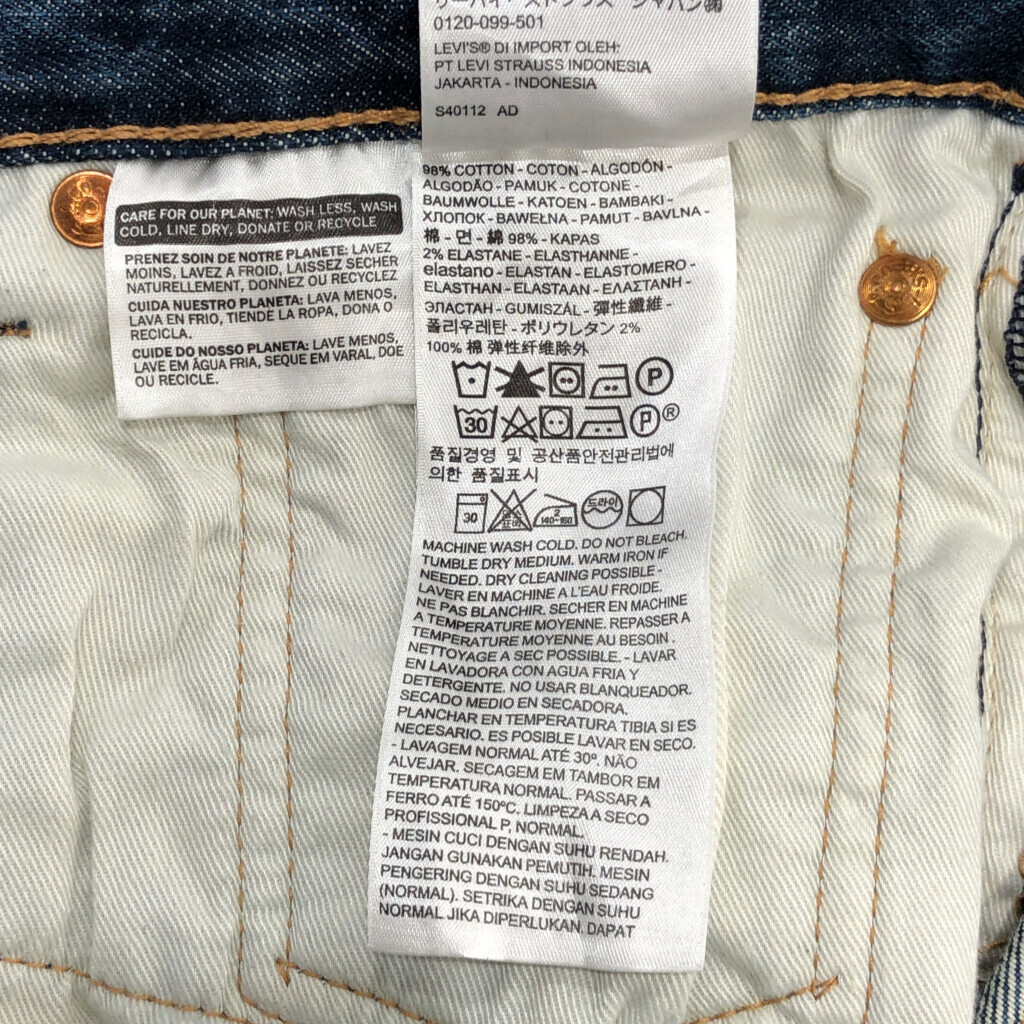 0120-099-501
LEVI'S® DI IMPORT OLEH:
PT LEVI STRAUSS INDONESIA
JAKARTA - INDONESIA
S40112 AD
CARE FOR OUR PLANET: WASH LESS, WASH
COLD, LINE DRY, DONATE OR RECYCLE
PRENEZ SOIN DE NOTRE PLANETE: LAVEZ
MOINS, LAVEZ A FROID, LAISSEZ SECHER
NATURELLEMENT, DONNEZ OU RECYCLEZ
CUIDA NUESTRO PLANETA: LAVA MENOS,
LAVA EN FRIO, TIENDE LA ROPA, DONA O
RECICLA.
CUIDE DO NOSSO PLANETA: LAVE MENOS,
LAVE EM ÁGUA FRIA, SEQUE EM VARAL, DOE
OU RECICLE.
98% COTTON - COTON - ALGODÓN -
ALGODÃO - PAMUK - COTONE -
BAUMWOLLE - KATOEN - BAMBAKI -
ХЛОПОК - BAWEŁNA - PAMUT - BAVLNA -
棉 - 면 - 綿 98% - KAPAS
2% ELASTANE - ELASTHANNE -
elastano - ELASTAN - ELASTOMERO -
ELASTHAN - ELASTAAN - ΕΛΑΣΤΑΝΗ -
ЭЛАСТАН - GUMISZÁL - 彈性纖維 -
폴리우레탄 - ポリウレタン 2%
100% 棉 弹性纤维除外
P
30 P ®
품질경영 및 공산품안전관리법에
의한 품질표시
30 염소표백 2 140~160 드라이
MACHINE WASH COLD. DO NOT BLEACH.
TUMBLE DRY MEDIUM. WARM IRON IF
NEEDED. DRY CLEANING POSSIBLE -
LAVER EN MACHINE A L'EAU FROIDE.
NE PAS BLANCHIR. SECHER EN MACHINE
A TEMPERATURE MOYENNE. REPASSER A
TEMPERATURE MOYENNE AU BESOIN.
NETTOYAGE A SEC POSSIBLE. - LAVAR
EN LAVADORA CON AGUA FRIA Y
DETERGENTE. NO USAR BLANQUEADOR.
SECADO MEDIO EN SECADORA.
PLANCHAR EN TEMPERATURA TIBIA SI ES
NECESARIO. ES POSIBLE LAVAR EN SECO.
- LAVAGEM NORMAL ATÉ 30º. NÃO
ALVEJAR. SECAGEM EM TAMBOR EM
TEMPERATURA NORMAL. PASSAR A
FERRO ATÉ 150ºC. LIMPEZA A SECO
PROFISSIONAL P, NORMAL.
- MESIN CUCI DENGAN SUHU RENDAH.
JANGAN GUNAKAN PEMUTIH. MESIN
PENGERING DENGAN SUHU SEDANG
(NORMAL). SETRIKA DENGAN SUHU
NORMAL JIKA DIPERLUKAN. DAPAT